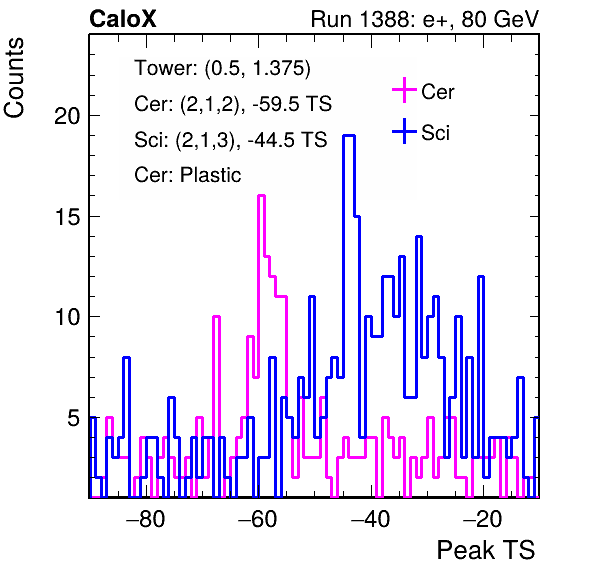 CaloX Run 1388: e+, 80 GeV
Counts
Tower: (0.5, 1.375)
Cer: (2,1,2), -59.5 TS
Sci: (2,1,3), -44.5 TS
Cer: Plastic
Cer
Sci
20
15
10
5
−80 −60 −40 −20
Peak TS